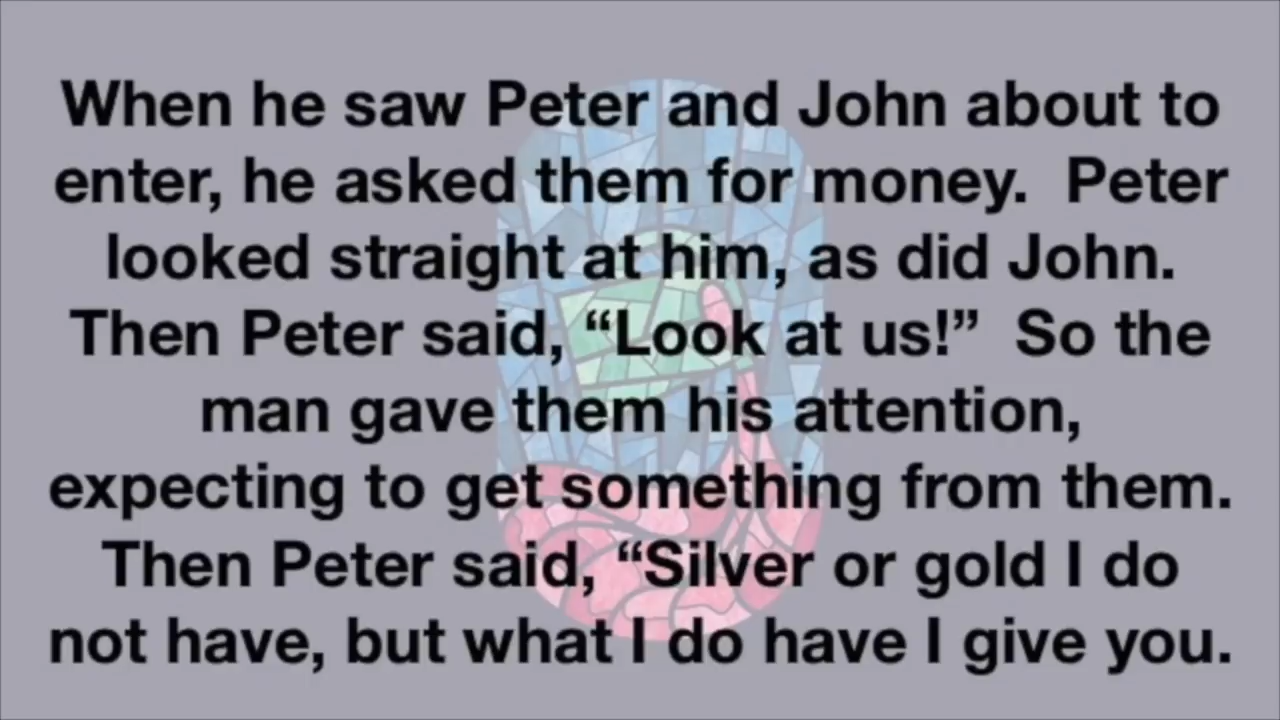 When he saw Peter and John about to
enter, he asked them for money.  Peter
looked straight at him, as did John.
Then Peter said, “Look at us!”  So the
man gave them his attention,
expecting to get something from them.
Then Peter said, “Silver or gold I do
not have, but what I do have I give you.